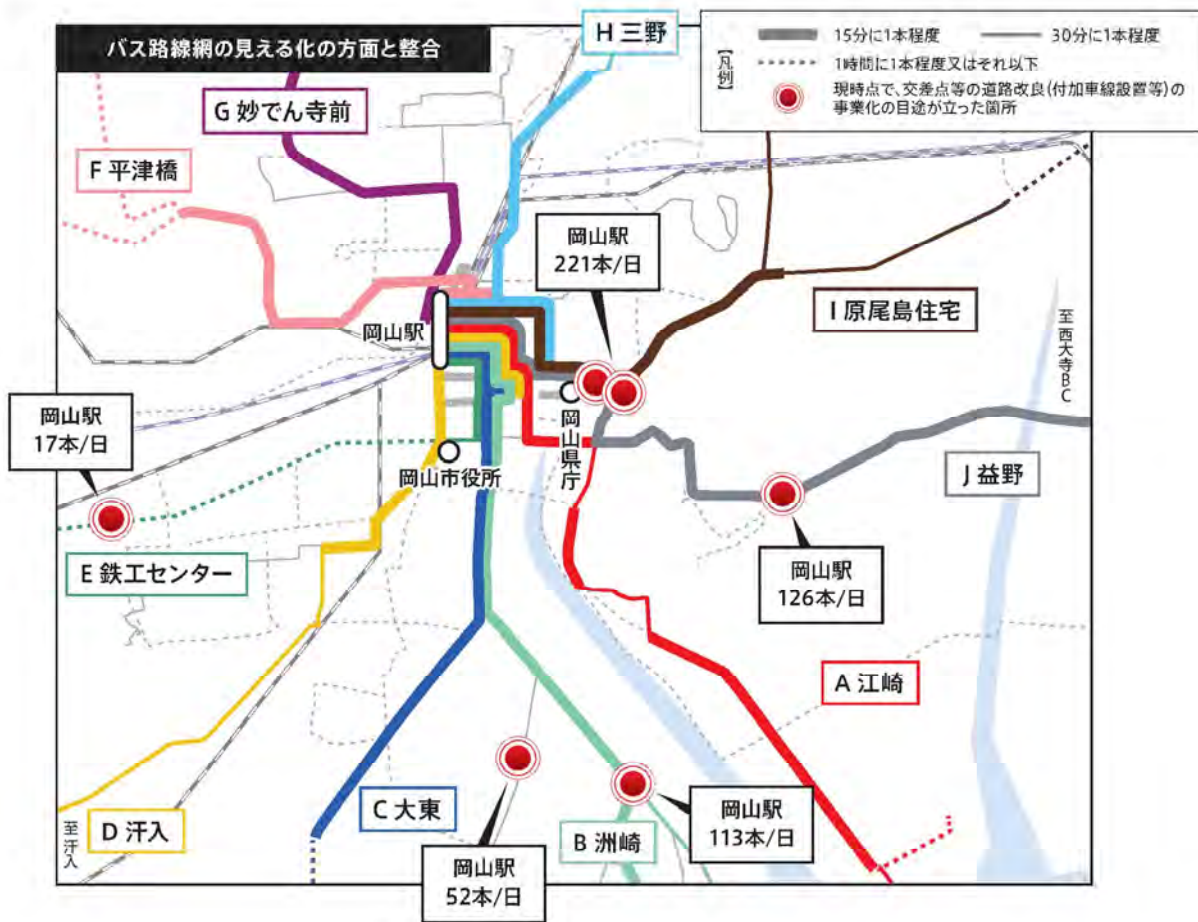 バス路線網の見える化の方面と整合
【凡例】
15分に1本程度
30分に1本程度
1時間に1本程度又はそれ以下
現時点で、交差点等の道路改良(付加車線設置等)の
事業化の目途が立った箇所
H 三野
G 妙でん寺前
F 平津橋
岡山駅
221本/日
I 原尾島住宅
至 西大寺BC
岡山駅
岡山駅
17本/日
岡山県庁
岡山市役所
J 益野
E 鉄工センター
岡山駅
126本/日
A 江崎
C 大東
D 汗入
至 汗入
B 洲崎
岡山駅
113本/日
岡山駅
52本/日